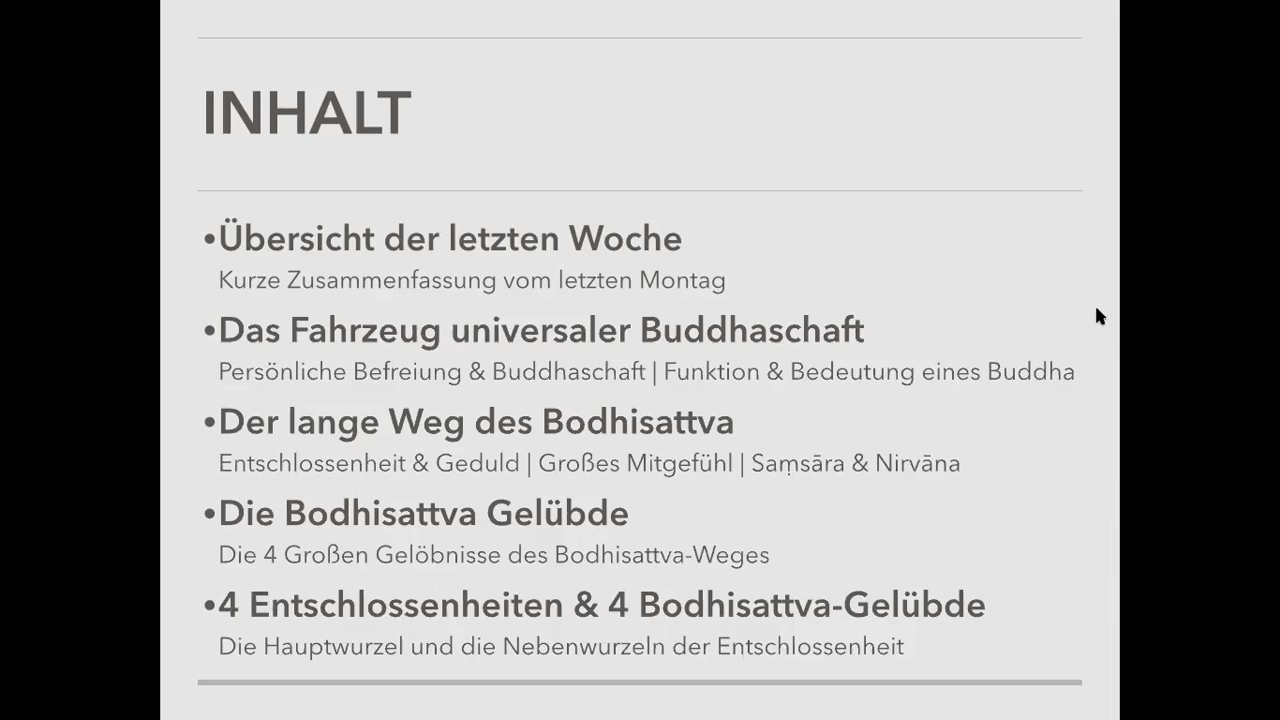 INHALT
•Übersicht der letzten Woche
Kurze Zusammenfassung vom letzten Montag
•Das Fahrzeug universaler Buddhaschaft
Persönliche Befreiung & Buddhaschaft | Funktion & Bedeutung eines Buddha
•Der lange Weg des Bodhisattva
Entschlossenheit & Geduld | Großes Mitgefühl | Saṃsāra & Nirvāna
•Die Bodhisattva Gelübde
Die 4 Großen Gelöbnisse des Bodhisattva-Weges
•4 Entschlossenheiten & 4 Bodhisattva-Gelübde
Die Hauptwurzel und die Nebenwurzeln der Entschlossenheit